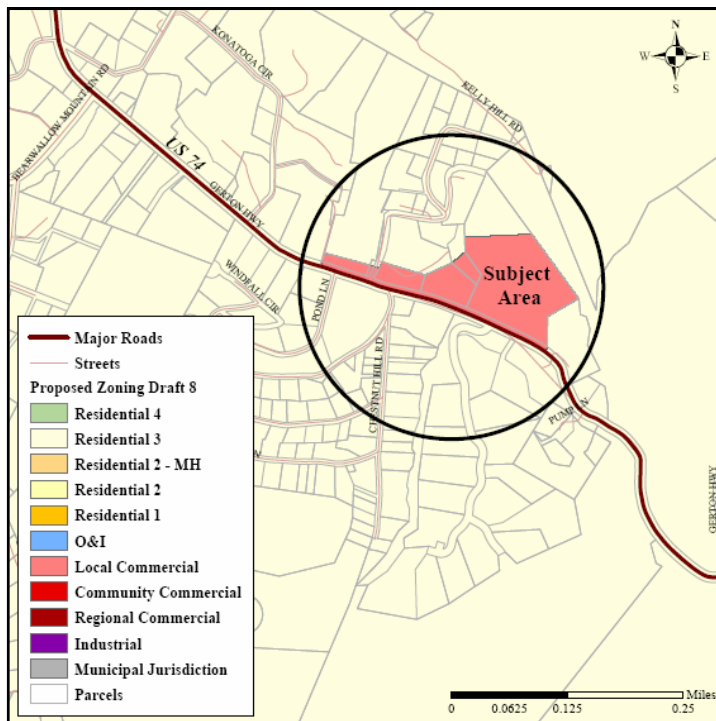 N
W E
S
KONATOGA CIR
KELLY HILL RD
BEARWALLOW MOUNTAIN RD
US 74
GERTON HWY
WINDFALL CIR
POND LN
Subject
Area
CHESTNUT HILL RD
PUMP LN
GERTON HWY
Major Roads
Streets
Proposed Zoning Draft 8
Residential 4
Residential 3
Residential 2 - MH
Residential 2
Residential 1
O&I
Local Commercial
Community Commercial
Regional Commercial
Industrial
Municipal Jurisdiction
Parcels
Miles
0 0.0625 0.125 0.25